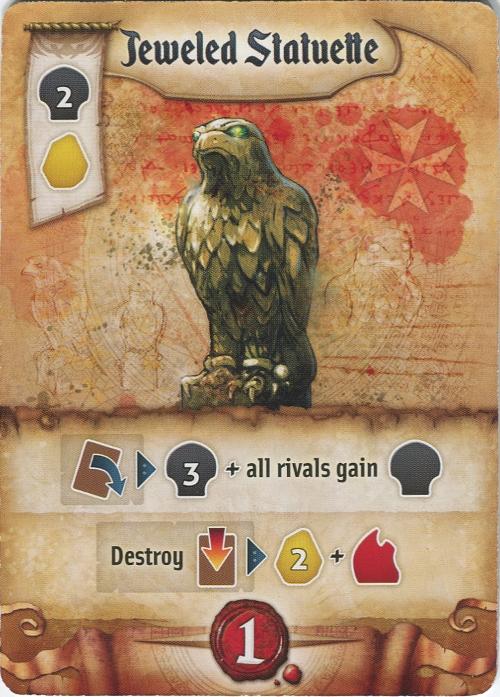 Jeweled Statuette
2
3 + all rivals gain
Destroy 2 +
1